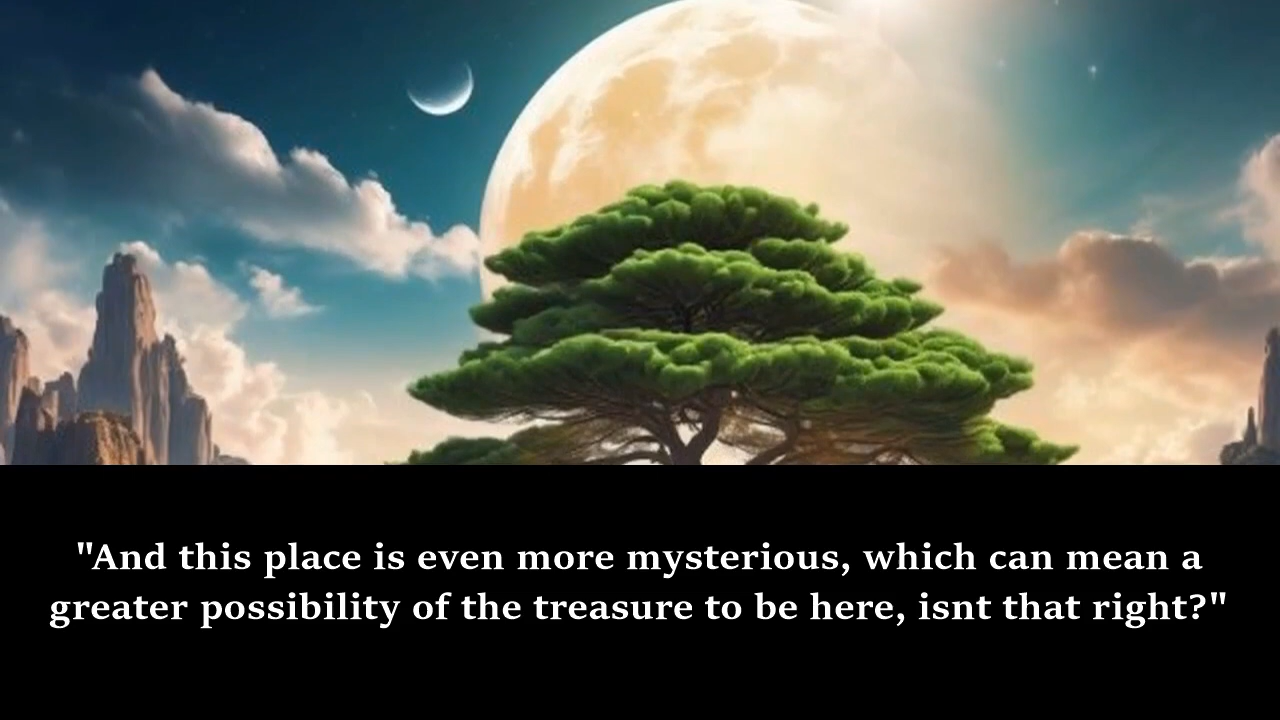 "And this place is even more mysterious, which can mean a
greater possibility of the treasure to be here, isnt that right?"